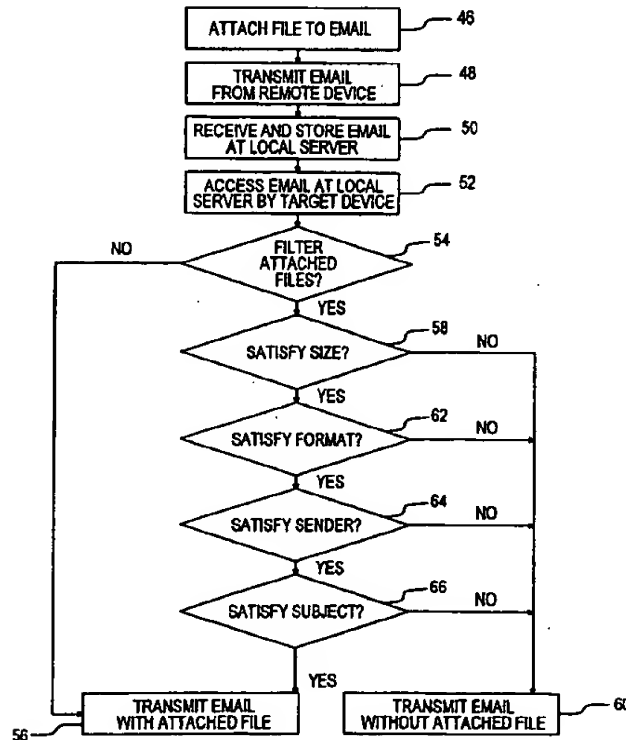 ATTACH FILE TO EMAIL
46
TRANSMIT EMAIL
FROM REMOTE DEVICE
48
RECEIVE AND STORE EMAIL
AT LOCAL SERVER
50
ACCESS EMAIL AT LOCAL
SERVER BY TARGET DEVICE
52
NO
FILTER
ATTACHED
FILES?
54
YES
SATISFY SIZE?
58
NO
YES
SATISFY FORMAT?
62
NO
YES
SATISFY SENDER?
64
NO
YES
SATISFY SUBJECT?
66
NO
YES
TRANSMIT EMAIL
WITH ATTACHED FILE
56
TRANSMIT EMAIL
WITHOUT ATTACHED FILE
60